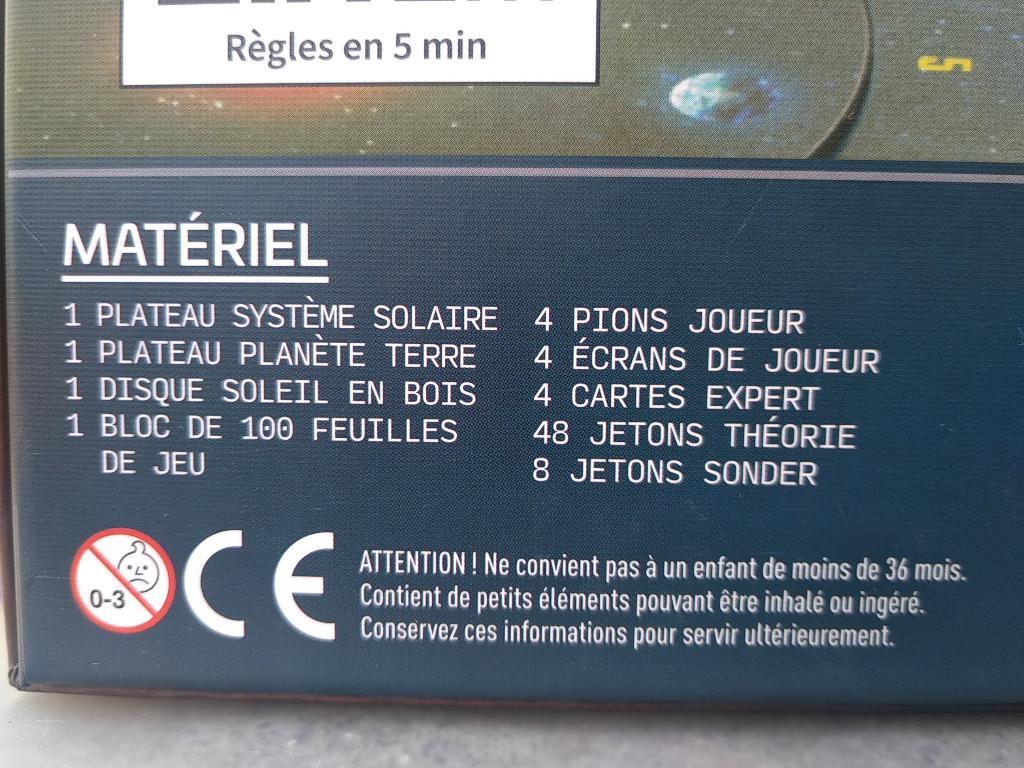 Règles en 5 min
5
MATÉRIEL
1 PLATEAU SYSTÈME SOLAIRE
1 PLATEAU PLANÈTE TERRE
1 DISQUE SOLEIL EN BOIS
1 BLOC DE 100 FEUILLES
DE JEU
4 PIONS JOUEUR
4 ÉCRANS DE JOUEUR
4 CARTES EXPERT
48 JETONS THÉORIE
8 JETONS SONDER
0-3
CE
ATTENTION ! Ne convient pas à un enfant de moins de 36 mois.
Contient de petits éléments pouvant être inhalé ou ingéré.
Conservez ces informations pour servir ultérieurement.